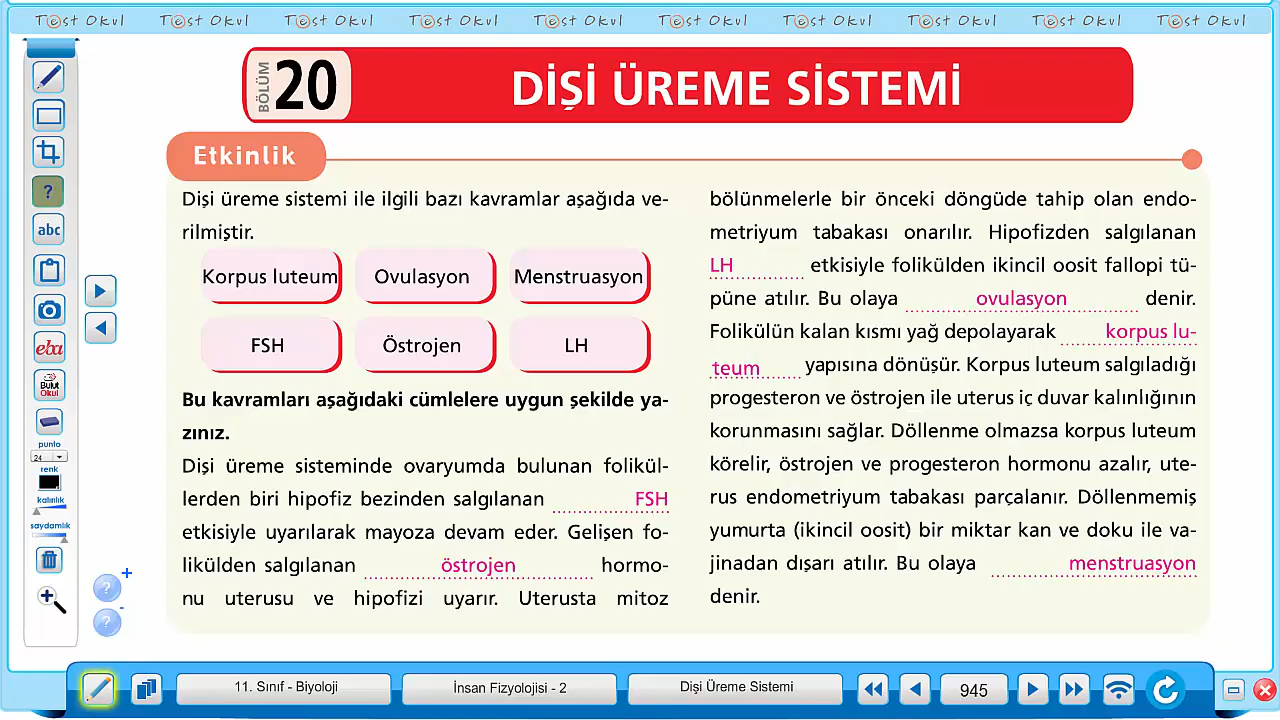 Test Okul Test Okul Test Okul Test Okul Test Okul Test Okul Test Okul Test Okul Test Okul Test Okul
BÖLÜM 20
DİŞİ ÜREME SİSTEMİ
Etkinlik
Dişi üreme sistemi ile ilgili bazı kavramlar aşağıda ve-
rilmiştir.
Korpus luteum Ovulasyon Menstruasyon
FSH Östrojen LH
Bu kavramları aşağıdaki cümlelere uygun şekilde ya-
zınız.
Dişi üreme sisteminde ovaryumda bulunan folikül-
lerden biri hipofiz bezinden salgılanan FSH
etkisiyle uyarılarak mayoza devam eder. Gelişen fo-
likülden salgılanan östrojen hormo-
nu uterusu ve hipofizi uyarır. Uterusta mitoz
bölünmelerle bir önceki döngüde tahip olan endo-
metriyum tabakası onarılır. Hipofizden salgılanan
LH etkisiyle folikülden ikincil oosit fallopi tü-
püne atılır. Bu olaya ovulasyon denir.
Folikülün kalan kısmı yağ depolayarak korpus lu-
teum yapısına dönüşür. Korpus luteum salgıladığı
progesteron ve östrojen ile uterus iç duvar kalınlığının
korunmasını sağlar. Döllenme olmazsa korpus luteum
körelir, östrojen ve progesteron hormonu azalır, ute-
rus endometriyum tabakası parçalanır. Döllenmemiş
yumurta (ikincil oosit) bir miktar kan ve doku ile va-
jinadan dışarı atılır. Bu olaya menstruasyon
denir.
?
abc
eba
Bulut
Okul
punto
24
renk
kalınlık
saydamlık
? +
? -
11. Sınıf - Biyoloji
İnsan Fizyolojisi - 2
Dişi Üreme Sistemi
945